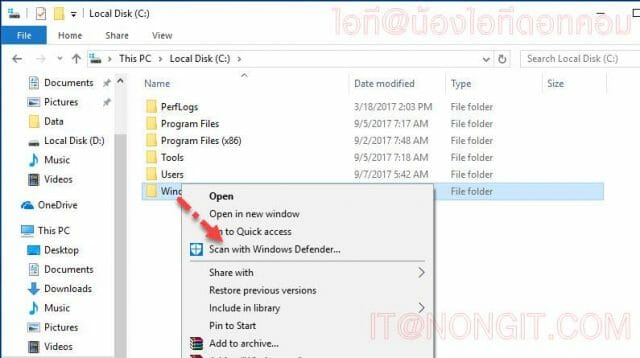 Local Disk (C:)
ไอที@น้องไอทีดอทคอม
File Home Share View
This PC Local Disk (C:) Search Local Disk (C:)
Documents
Pictures
Data
Local Disk (D:)
Music
Videos
OneDrive
This PC
Desktop
Documents
Downloads
Music
Pictures
Videos
Name Date modified Type Size
PerfLogs 3/18/2017 2:03 PM File folder
Program Files 9/5/2017 7:17 AM File folder
Program Files (x86) 9/2/2017 7:48 AM File folder
Tools 9/5/2017 7:18 AM File folder
Users 9/7/2017 5:42 AM File folder
File folder
Open
Open in new window
to Quick access
Scan with Windows Defender...
Share with
Restore previous versions
Include in library
Pin to Start
Add to archive...
IT@NONGIT.COM